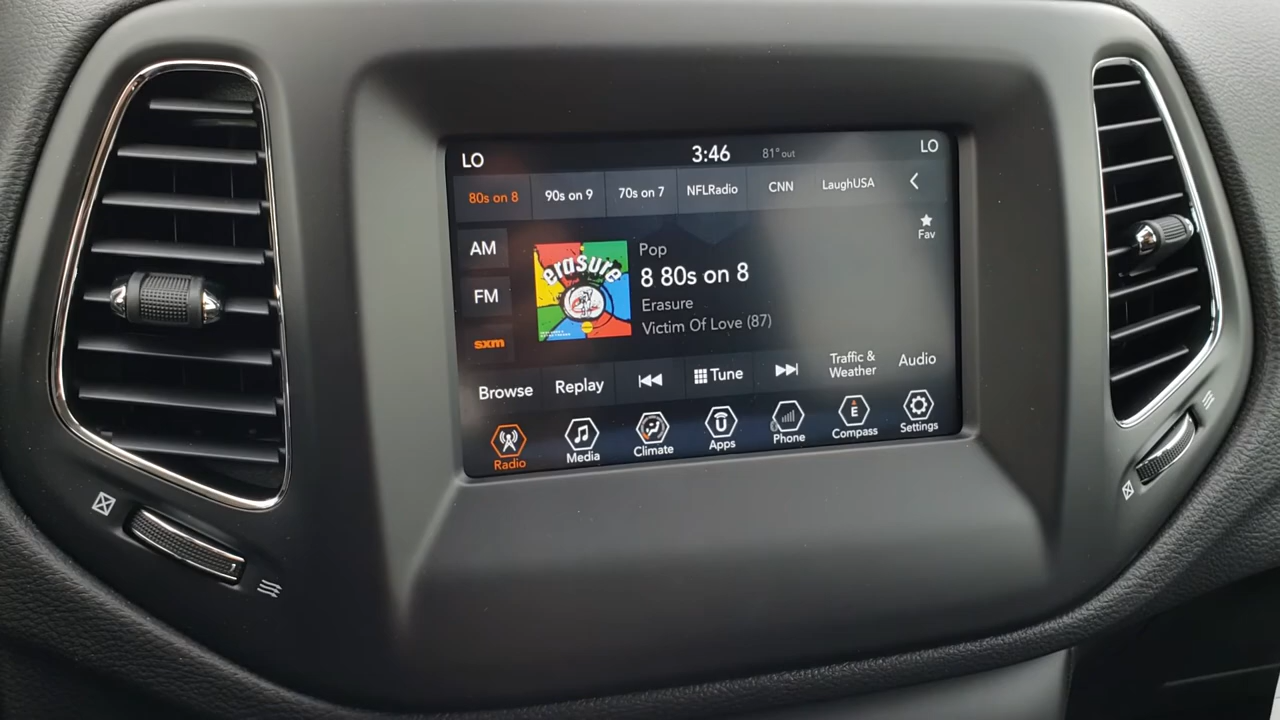 LO 3:46 81° out LO
80s on 8 90s on 9 70s on 7 NFLRadio CNN LaughUSA
Fav
AM
FM
sxm
erasure
Pop
8 80s on 8
Erasure
Victim Of Love (87)
Browse Replay Tune Traffic & Weather Audio
Radio Media Climate Apps Phone E Compass Settings